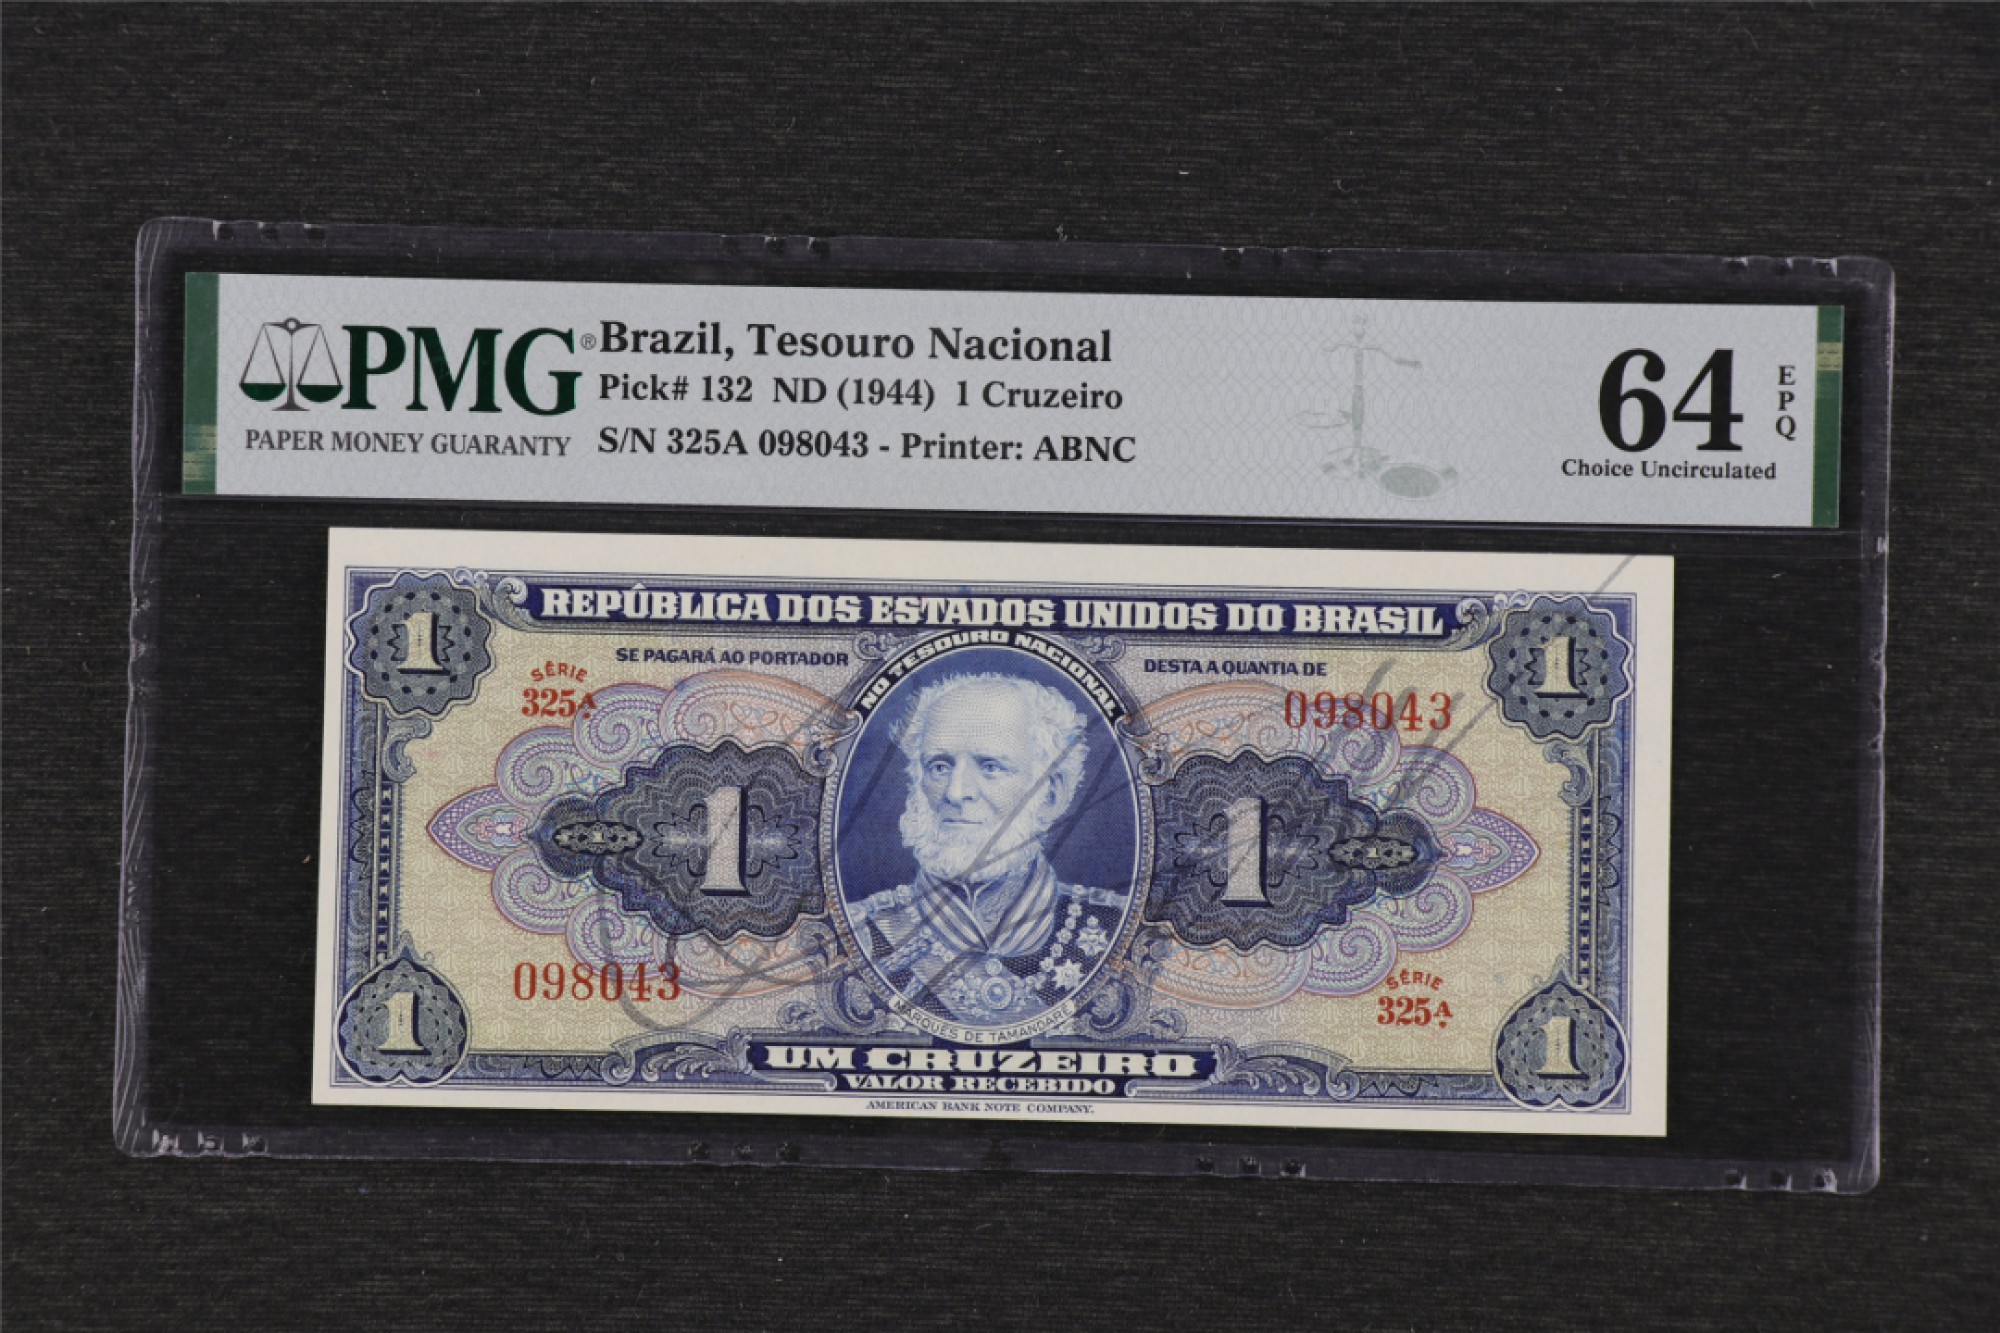 PMG®
PAPER MONEY GUARANTY
Brazil, Tesouro Nacional
Pick# 132 ND (1944) 1 Cruzeiro
S/N 325A 098043 - Printer: ABNC
64 EPQ
Choice Uncirculated
1 REPÚBLICA DOS ESTADOS UNIDOS DO BRASIL 1
SE PAGARÁ AO PORTADOR
NO TESOURO NACIONAL
DESTA A QUANTIA DE
SÉRIE
325A
098043
1 1
1 1
098043
SÉRIE
325A
MARQUÊS DE TAMANDARÉ
1 UM CRUZEIRO 1
VALOR RECEBIDO
AMERICAN BANK NOTE COMPANY.